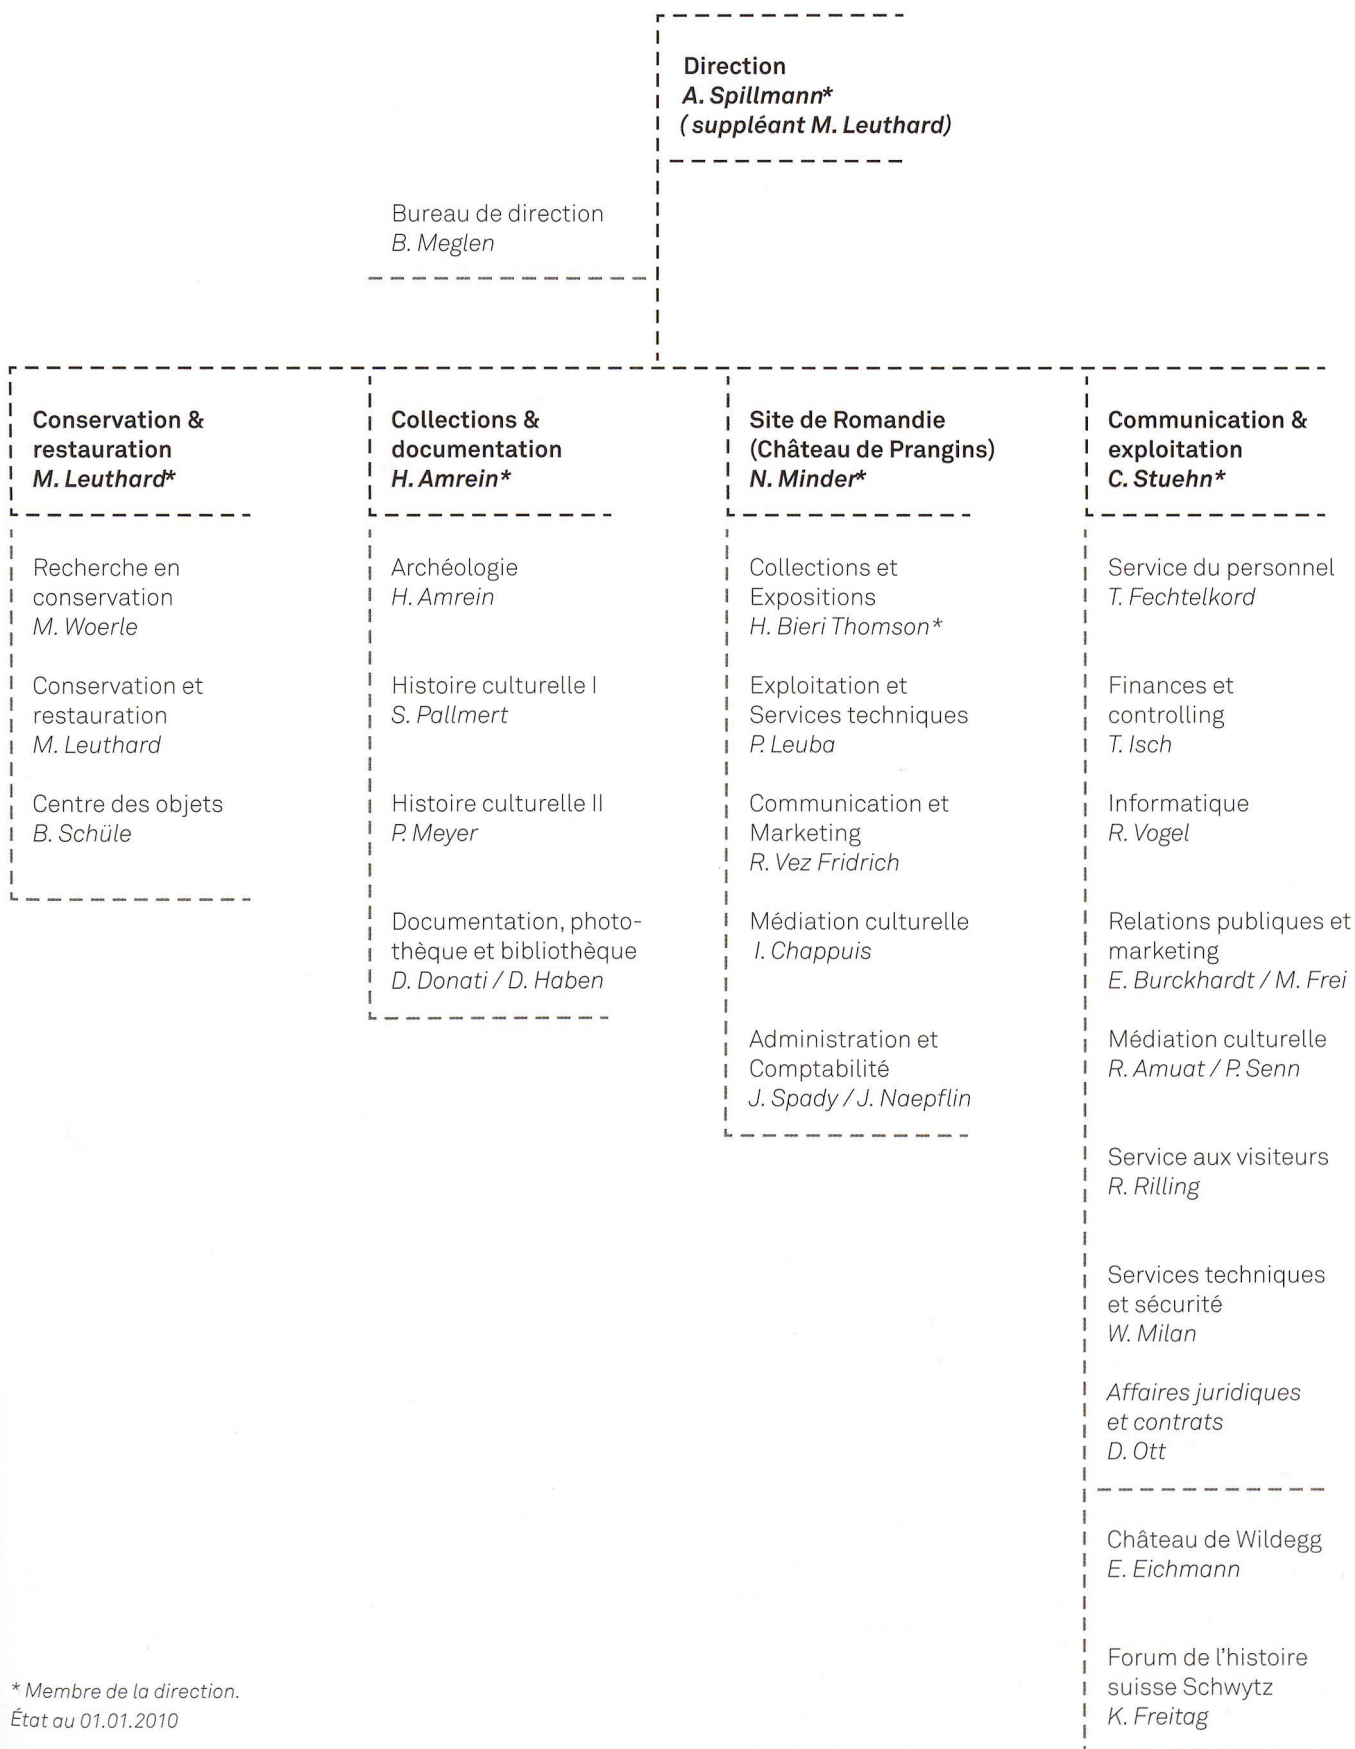 Direction
A. Spillmann*
(suppléant M. Leuthard)
Bureau de direction
B. Meglen
Conservation &
restauration
M. Leuthard*
Recherche en
conservation
M. Woerle
Conservation et
restauration
M. Leuthard
Centre des objets
B. Schüle
Collections &
documentation
H. Amrein*
Archéologie
H. Amrein
Histoire culturelle I
S. Pallmert
Histoire culturelle II
P. Meyer
Documentation, photo-
thèque et bibliothèque
D. Donati / D. Haben
Site de Romandie
(Château de Prangins)
N. Minder*
Collections et
Expositions
H. Bieri Thomson*
Exploitation et
Services techniques
P. Leuba
Communication et
Marketing
R. Vez Fridrich
Médiation culturelle
I. Chappuis
Administration et
Comptabilité
J. Spady / J. Naepflin
Communication &
exploitation
C. Stuehn*
Service du personnel
T. Fechtelkord
Finances et
controlling
T. Isch
Informatique
R. Vogel
Relations publiques et
marketing
E. Burckhardt / M. Frei
Médiation culturelle
R. Amuat / P. Senn
Service aux visiteurs
R. Rilling
Services techniques
et sécurité
W. Milan
Affaires juridiques
et contrats
D. Ott
Château de Wildegg
E. Eichmann
Forum de l'histoire
suisse Schwytz
K. Freitag
* Membre de la direction.
État au 01.01.2010